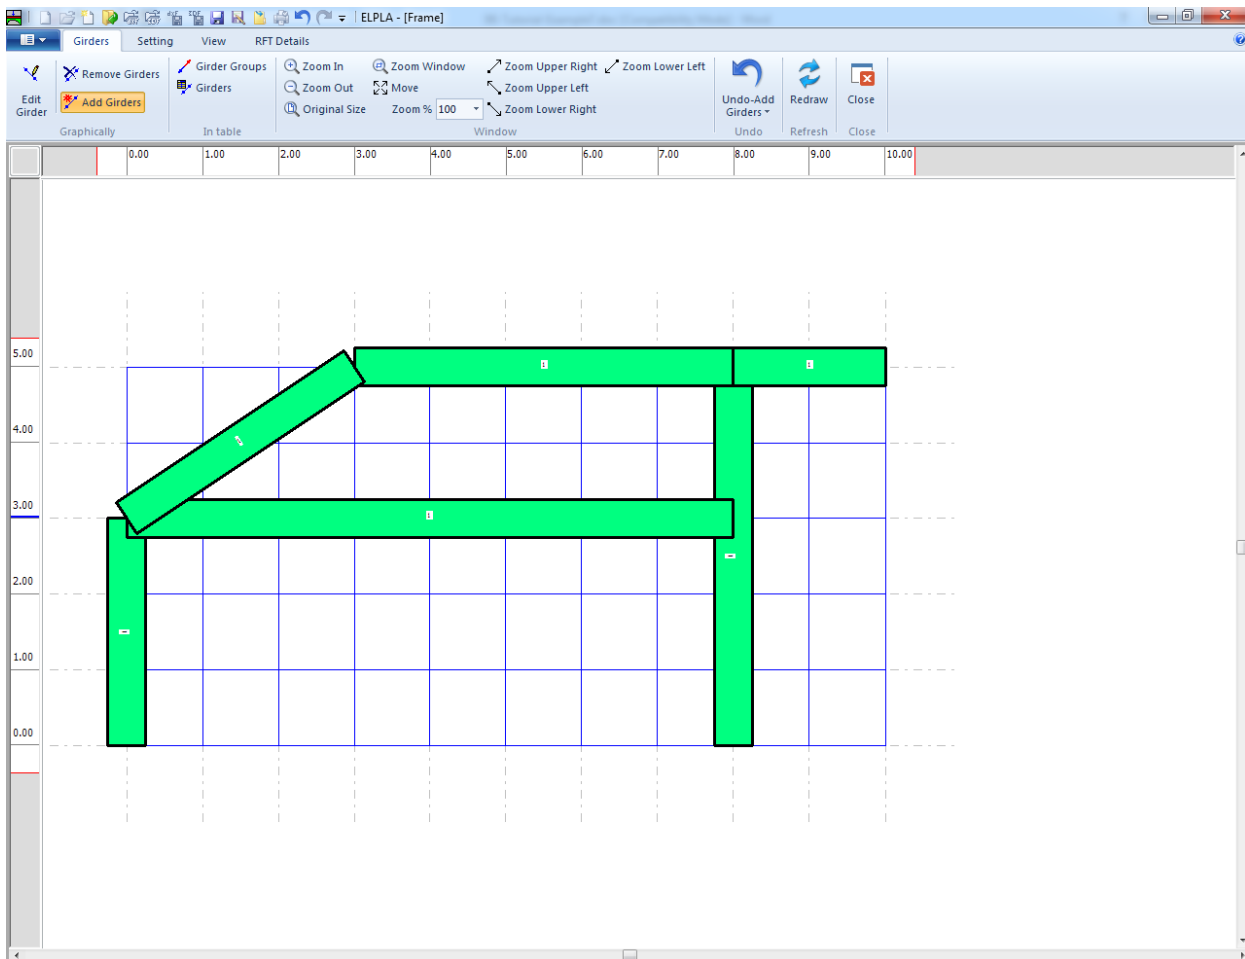 ELPLA - [Frame]
Girders Setting View RFT Details
Edit Girder
Remove Girders
Add Girders
Graphically
Girder Groups
Girders
In table
Zoom In Zoom Window Zoom Upper Right Zoom Lower Left
Zoom Out Move Zoom Upper Left
Original Size Zoom % 100 Zoom Lower Right
Window
Undo-Add Girders
Undo
Redraw
Refresh
Close
Close
0.00 1.00 2.00 3.00 4.00 5.00 6.00 7.00 8.00 9.00 10.00
5.00
4.00
3.00
2.00
1.00
0.00